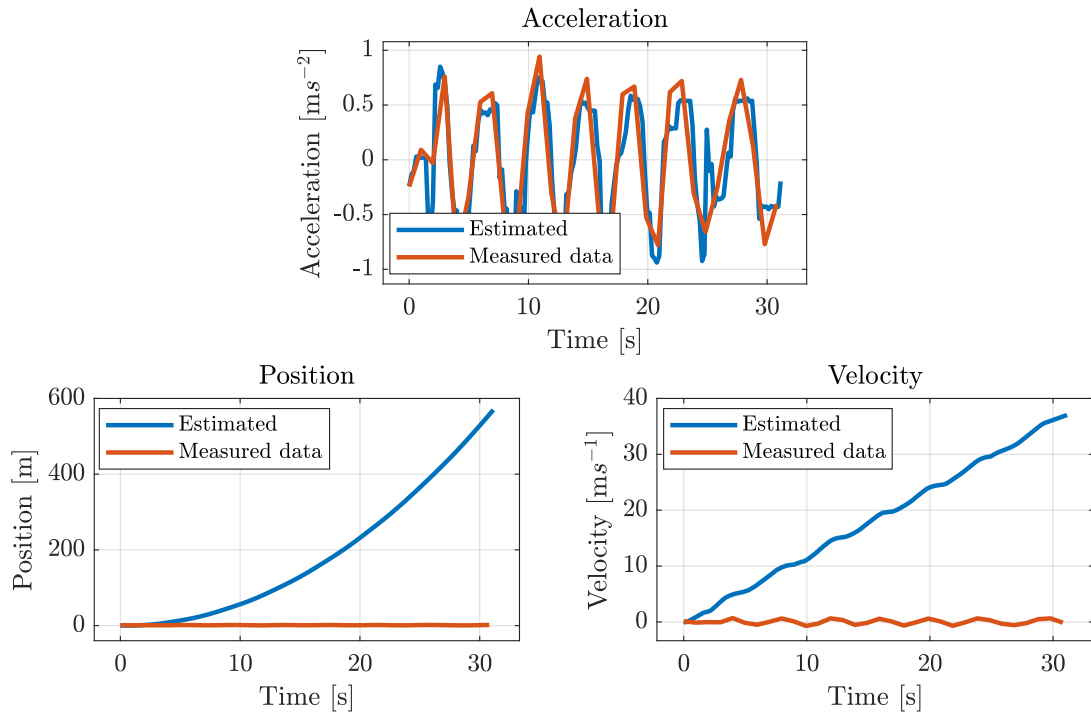 Acceleration
Acceleration [ms⁻²]
1
0.5
0
-0.5
-1
Estimated
Measured data
0 10 20 30
Time [s]
Position
Position [m]
600
400
200
0
Estimated
Measured data
0 10 20 30
Time [s]
Velocity
Velocity [ms⁻¹]
40
30
20
10
0
Estimated
Measured data
0 10 20 30
Time [s]